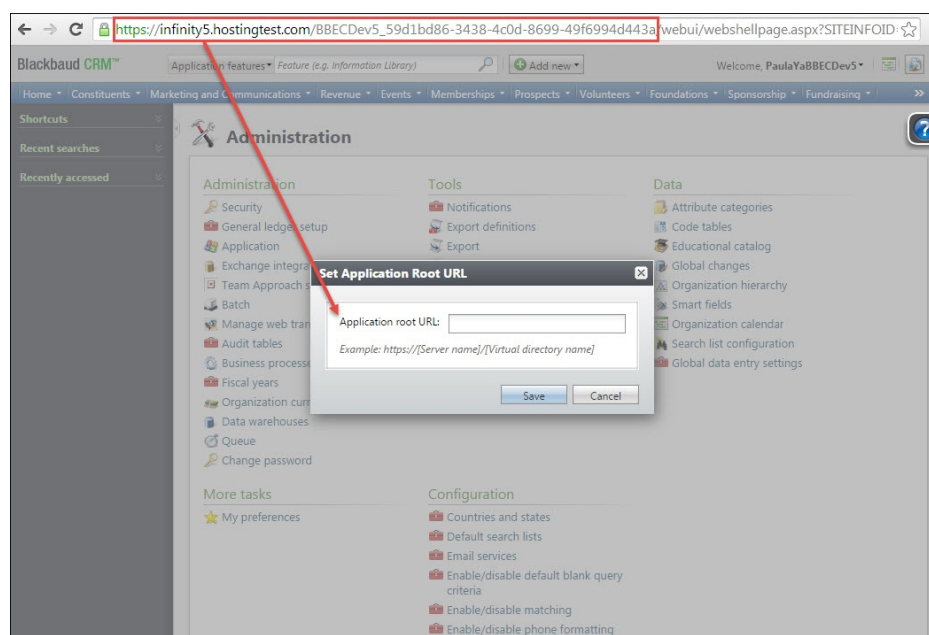 https://infinity5.hostingtest.com/BBECDev5_59d1bd86-3438-4c0d-8699-49f6994d443a/webui/webshellpage.aspx?SITEINFOID
Blackbaud CRM™ Application features Feature (e.g. Information Library) Add new Welcome, PaulaYaBBECDev5
Home Constituents Marketing and Communications Revenue Events Memberships Prospects Volunteers Foundations Sponsorship Fundraising »
Shortcuts
Recent searches
Recently accessed
Administration
Administration
Security
General ledger setup
Application
Exchange integra
Team Approach s
Batch
Manage web tran
Audit tables
Business processe
Fiscal years
Organization curr
Data warehouses
Queue
Change password
Tools
Notifications
Export definitions
Export
Data
Attribute categories
Code tables
Educational catalog
Global changes
Organization hierarchy
Smart fields
Organization calendar
Search list configuration
Global data entry settings
Set Application Root URL
Application root URL:
Example: https://[Server name]/[Virtual directory name]
Save Cancel
More tasks
My preferences
Configuration
Countries and states
Default search lists
Email services
Enable/disable default blank query
criteria
Enable/disable matching
Enable/disable phone formatting